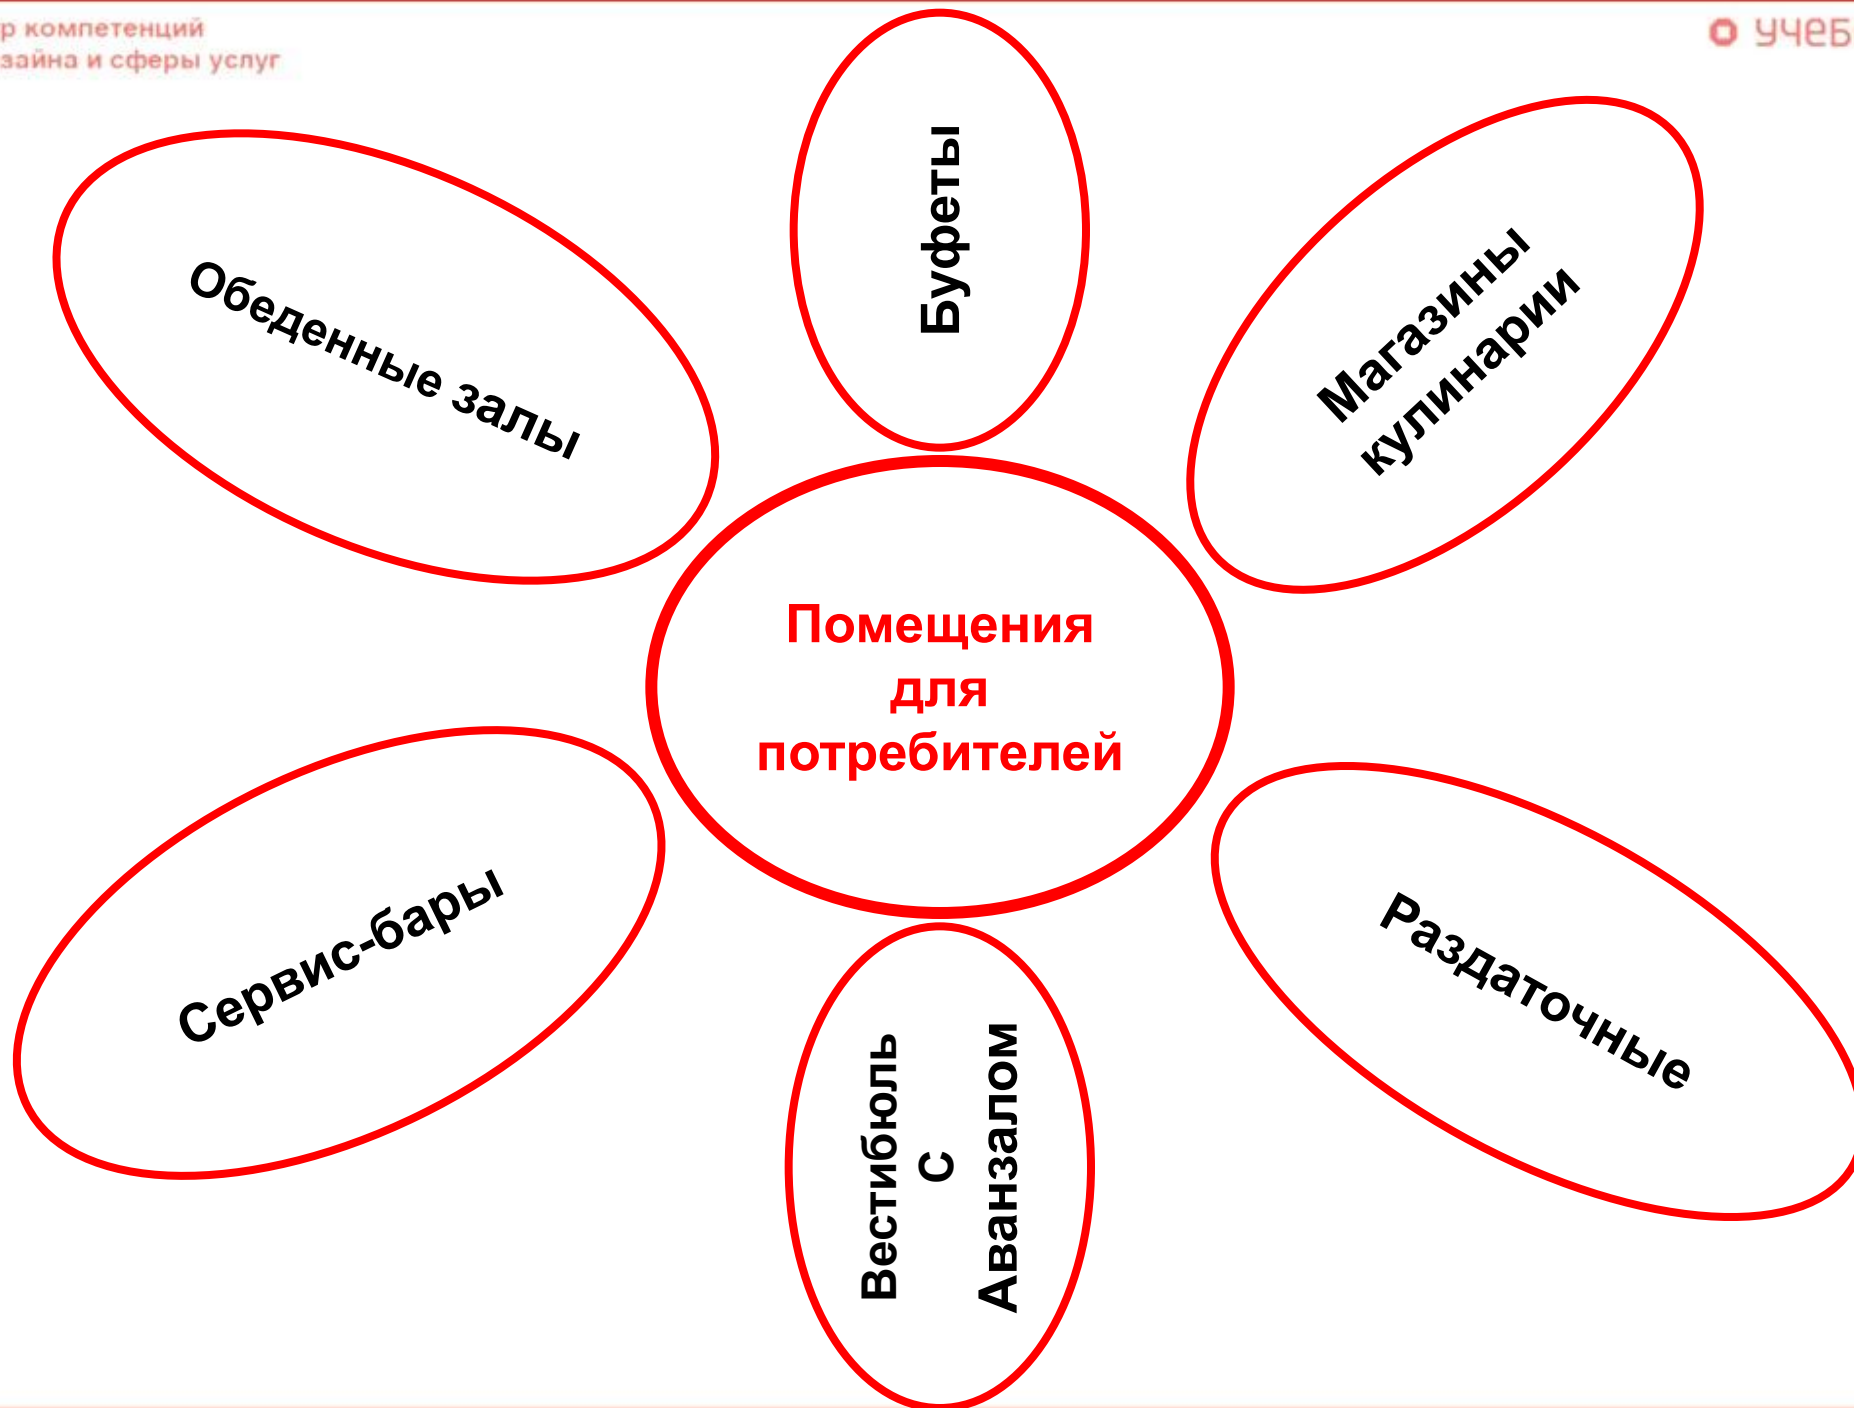 р компетенций
зайна и сферы услуг
учеб
Буфеты
Обеденные залы
Магазины
кулинарии
Помещения
для
потребителей
Сервис-бары
Раздаточные
Вестибюль
С
Аванзалом